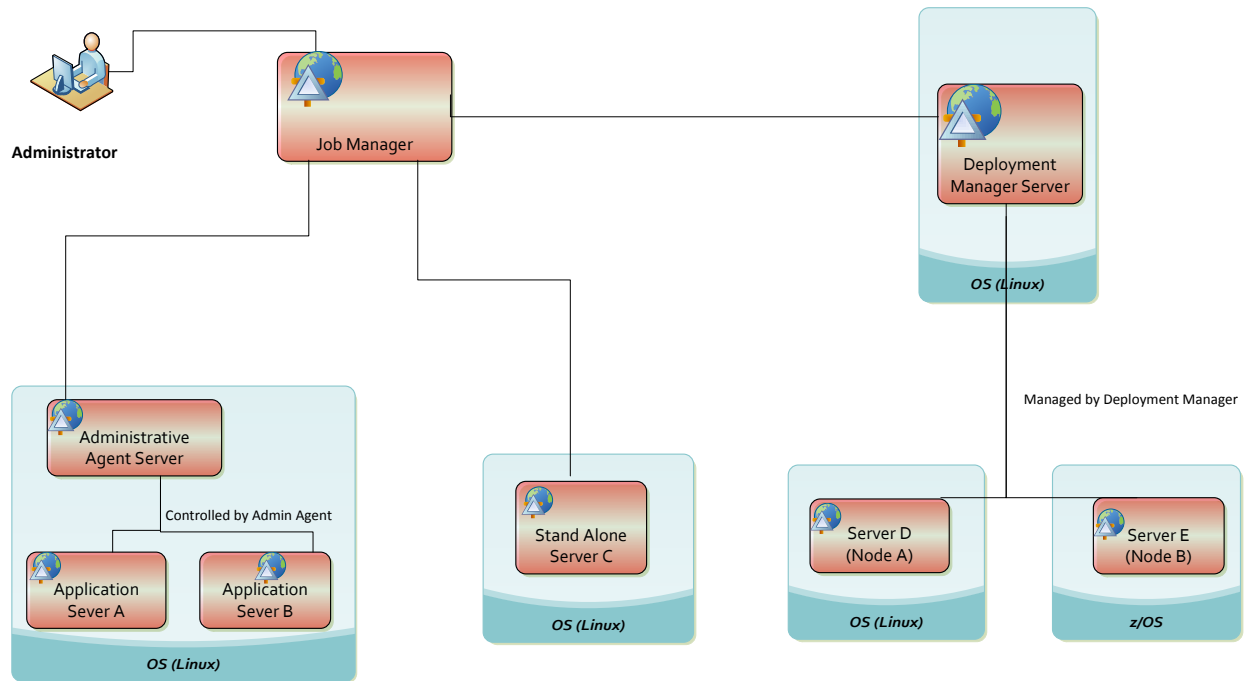 Administrator
Job Manager
Deployment
Manager Server
OS (Linux)
Managed by Deployment Manager
Administrative
Agent Server
Controlled by Admin Agent
Application
Sever A
Application
Sever B
OS (Linux)
Stand Alone
Server C
OS (Linux)
Server D
(Node A)
OS (Linux)
Server E
(Node B)
z/OS